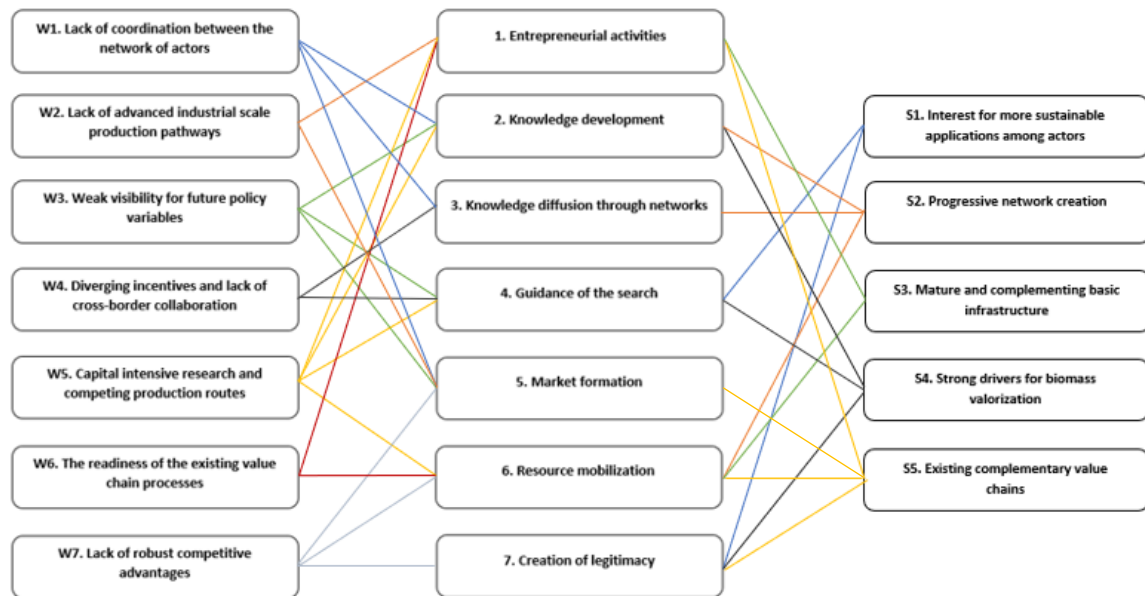 W1. Lack of coordination between the
network of actors
W2. Lack of advanced industrial scale
production pathways
W3. Weak visibility for future policy
variables
W4. Diverging incentives and lack of
cross-border collaboration
W5. Capital intensive research and
competing production routes
W6. The readiness of the existing value
chain processes
W7. Lack of robust competitive
advantages
1. Entrepreneurial activities
2. Knowledge development
3. Knowledge diffusion through networks
4. Guidance of the search
5. Market formation
6. Resource mobilization
7. Creation of legitimacy
S1. Interest for more sustainable
applications among actors
S2. Progressive network creation
S3. Mature and complementing basic
infrastructure
S4. Strong drivers for biomass
valorization
S5. Existing complementary value
chains